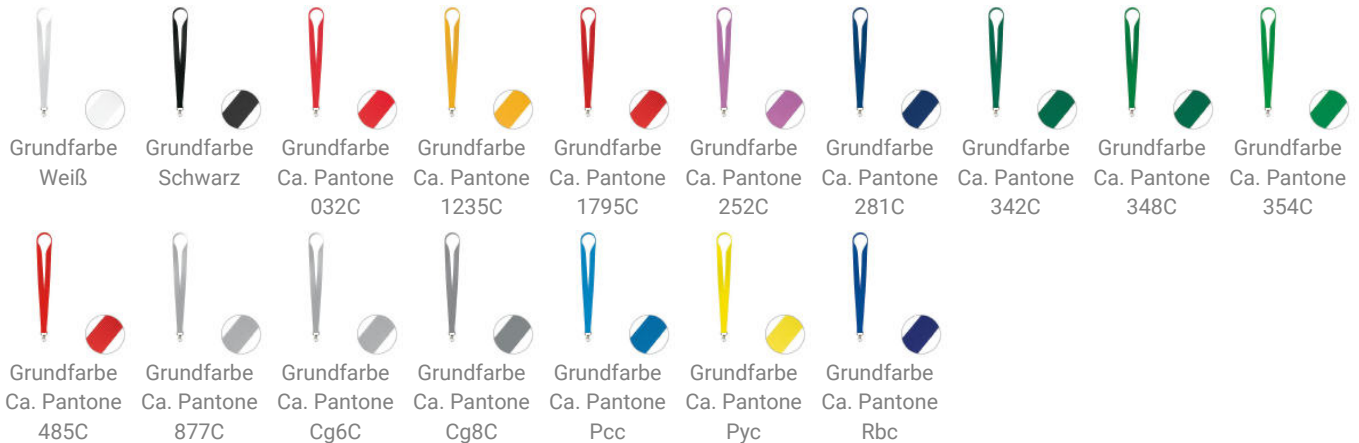 Grundfarbe Grundfarbe Grundfarbe Grundfarbe Grundfarbe Grundfarbe Grundfarbe Grundfarbe Grundfarbe Grundfarbe
Weiß Schwarz Ca. Pantone Ca. Pantone Ca. Pantone Ca. Pantone Ca. Pantone Ca. Pantone Ca. Pantone Ca. Pantone
032C 1235C 1795C 252C 281C 342C 348C 354C
Grundfarbe Grundfarbe Grundfarbe Grundfarbe Grundfarbe Grundfarbe Grundfarbe
Ca. Pantone Ca. Pantone Ca. Pantone Ca. Pantone Ca. Pantone Ca. Pantone Ca. Pantone
485C 877C Cg6C Cg8C Pcc Pyc Rbc